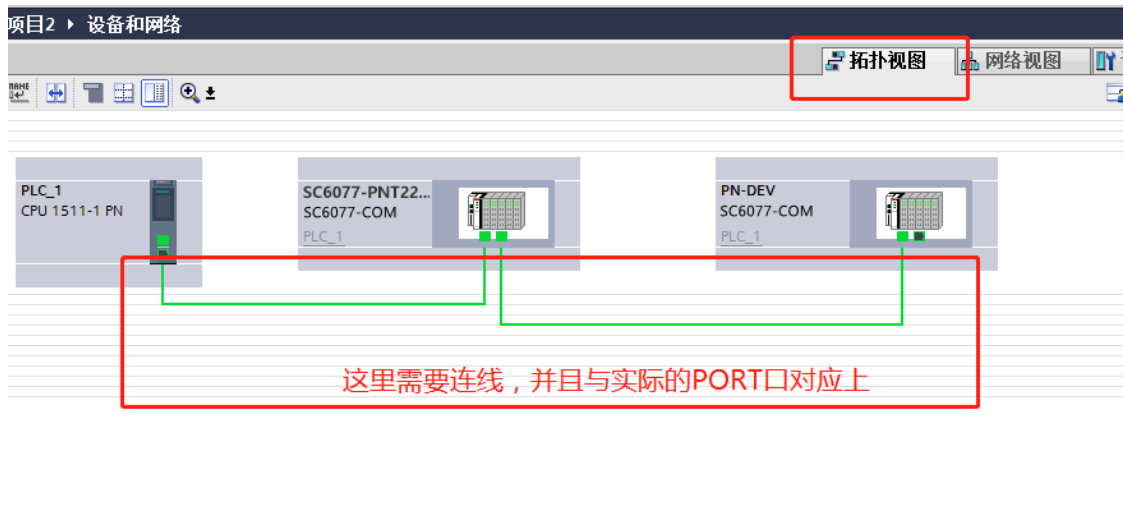 项目2 ▸ 设备和网络
拓扑视图
网络视图
PLC_1
CPU 1511-1 PN
SC6077-PNT22...
SC6077-COM
PLC_1
PN-DEV
SC6077-COM
PLC_1
这里需要连线，并且与实际的PORT口对应上